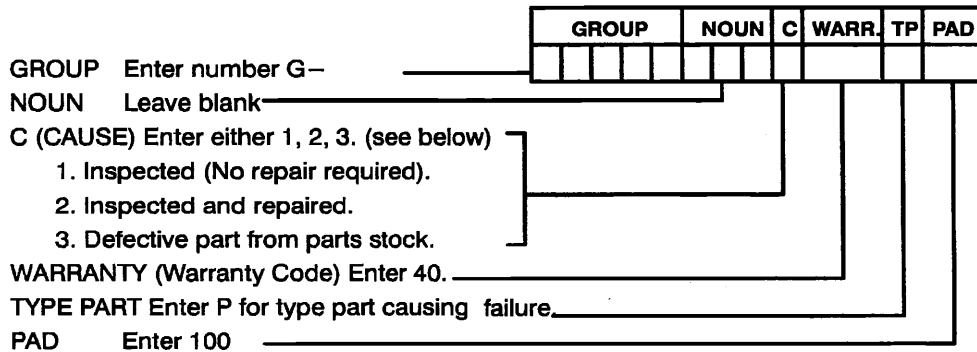 GROUP NOUN C WARR. TP PAD
GROUP Enter number G–
NOUN Leave blank
C (CAUSE) Enter either 1, 2, 3. (see below)
1. Inspected (No repair required).
2. Inspected and repaired.
3. Defective part from parts stock.
WARRANTY (Warranty Code) Enter 40.
TYPE PART Enter P for type part causing failure.
PAD Enter 100